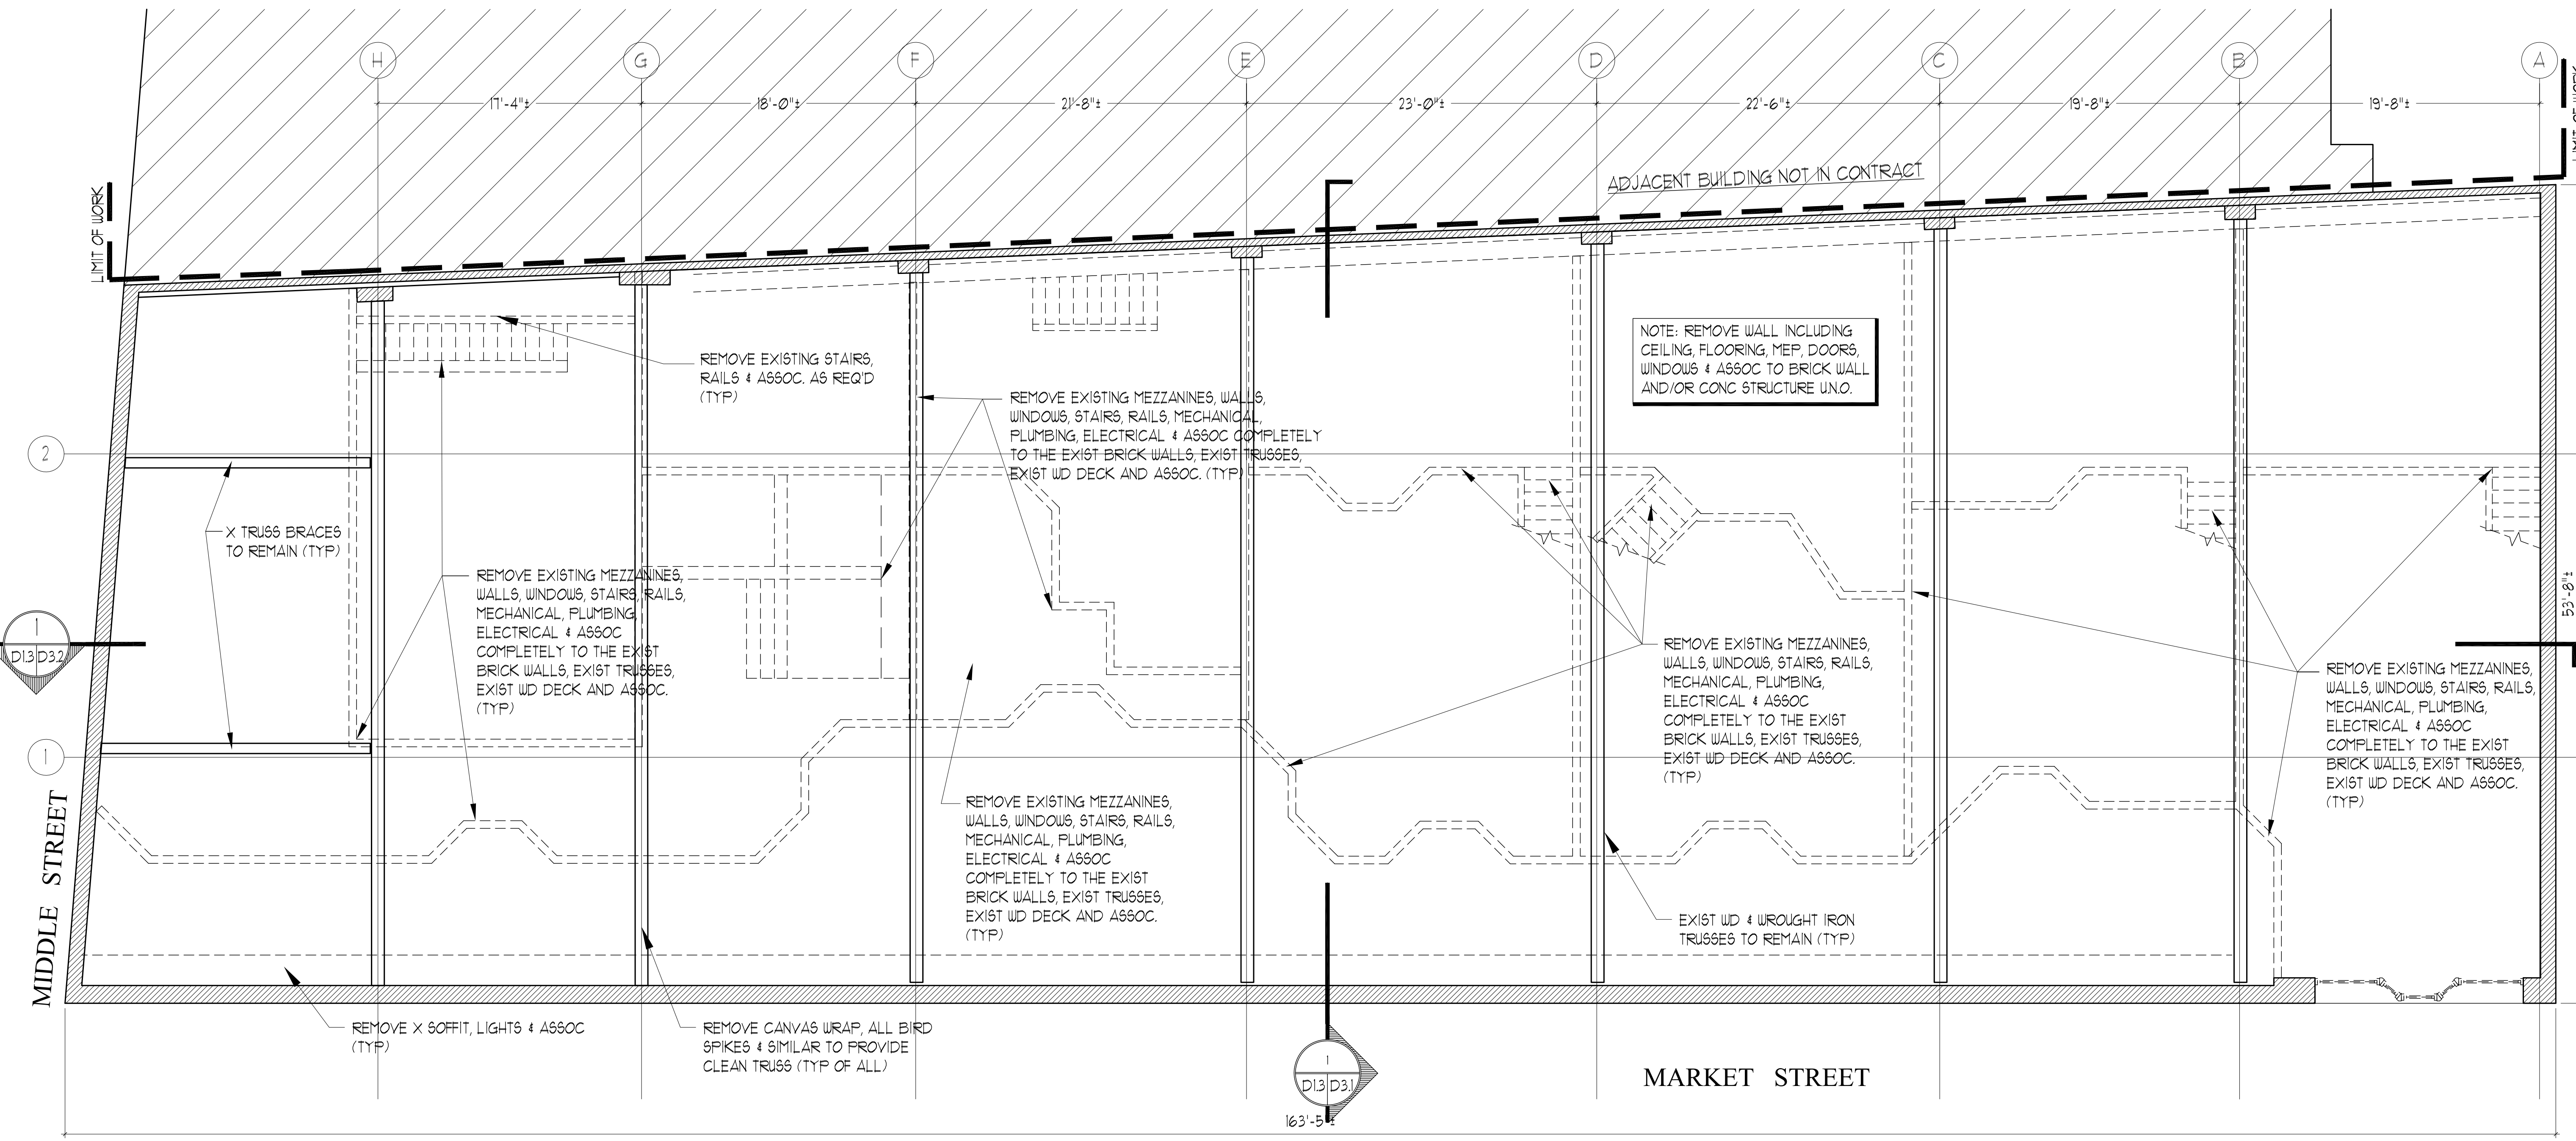 H
G
F
E
D
C
B
A
17'-4"±
18'-0"±
21'-8"±
23'-0"±
22'-6"±
19'-8"±
19'-8"±
LIMIT OF WORK
LIMIT OF WORK
ADJACENT BUILDING NOT IN CONTRACT
NOTE: REMOVE WALL INCLUDING
CEILING, FLOORING, MEP, DOORS,
WINDOWS & ASSOC TO BRICK WALL
AND/OR CONC STRUCTURE U.N.O.
REMOVE EXISTING STAIRS,
RAILS & ASSOC. AS REQ'D
(TYP)
REMOVE EXISTING MEZZANINES, WALLS,
WINDOWS, STAIRS, RAILS, MECHANICAL,
PLUMBING, ELECTRICAL & ASSOC COMPLETELY
TO THE EXIST BRICK WALLS, EXIST TRUSSES,
EXIST WD DECK AND ASSOC. (TYP)
2
X TRUSS BRACES
TO REMAIN (TYP)
REMOVE EXISTING MEZZANINES,
WALLS, WINDOWS, STAIRS, RAILS,
MECHANICAL, PLUMBING,
ELECTRICAL & ASSOC
COMPLETELY TO THE EXIST
BRICK WALLS, EXIST TRUSSES,
EXIST WD DECK AND ASSOC.
(TYP)
1
D1.3 D3.2
53'-8"±
REMOVE EXISTING MEZZANINES,
WALLS, WINDOWS, STAIRS, RAILS,
MECHANICAL, PLUMBING,
ELECTRICAL & ASSOC
COMPLETELY TO THE EXIST
BRICK WALLS, EXIST TRUSSES,
EXIST WD DECK AND ASSOC.
(TYP)
REMOVE EXISTING MEZZANINES,
WALLS, WINDOWS, STAIRS, RAILS,
MECHANICAL, PLUMBING,
ELECTRICAL & ASSOC
COMPLETELY TO THE EXIST
BRICK WALLS, EXIST TRUSSES,
EXIST WD DECK AND ASSOC.
(TYP)
1
REMOVE EXISTING MEZZANINES,
WALLS, WINDOWS, STAIRS, RAILS,
MECHANICAL, PLUMBING,
ELECTRICAL & ASSOC
COMPLETELY TO THE EXIST
BRICK WALLS, EXIST TRUSSES,
EXIST WD DECK AND ASSOC.
(TYP)
EXIST WD & WROUGHT IRON
TRUSSES TO REMAIN (TYP)
MIDDLE STREET
REMOVE X SOFFIT, LIGHTS & ASSOC
(TYP)
REMOVE CANVAS WRAP, ALL BIRD
SPIKES & SIMILAR TO PROVIDE
CLEAN TRUSS (TYP OF ALL)
1
D1.3 D3.1
MARKET STREET
163'-5"±